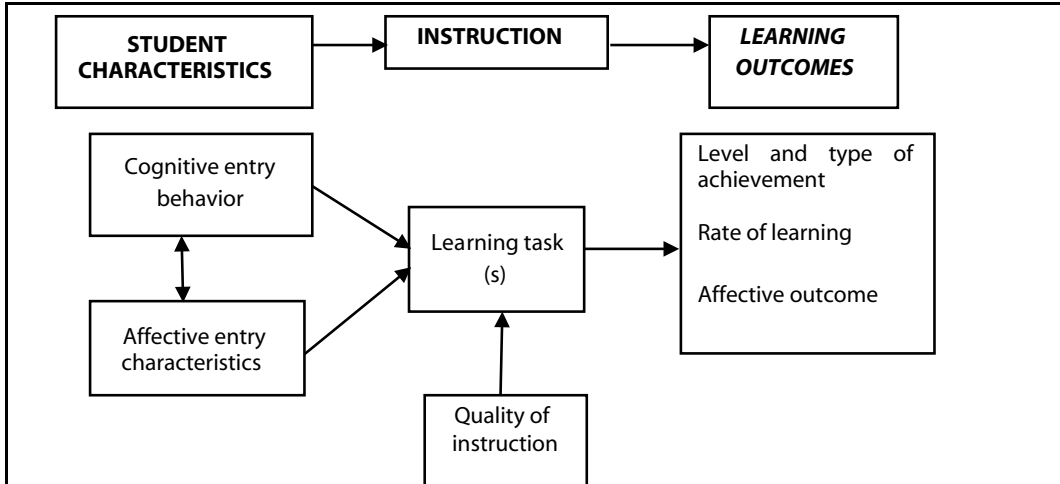 STUDENT
CHARACTERISTICS
INSTRUCTION
LEARNING
OUTCOMES
Cognitive entry
behavior
Affective entry
characteristics
Learning task
(s)
Quality of
instruction
Level and type of
achievement
Rate of learning
Affective outcome